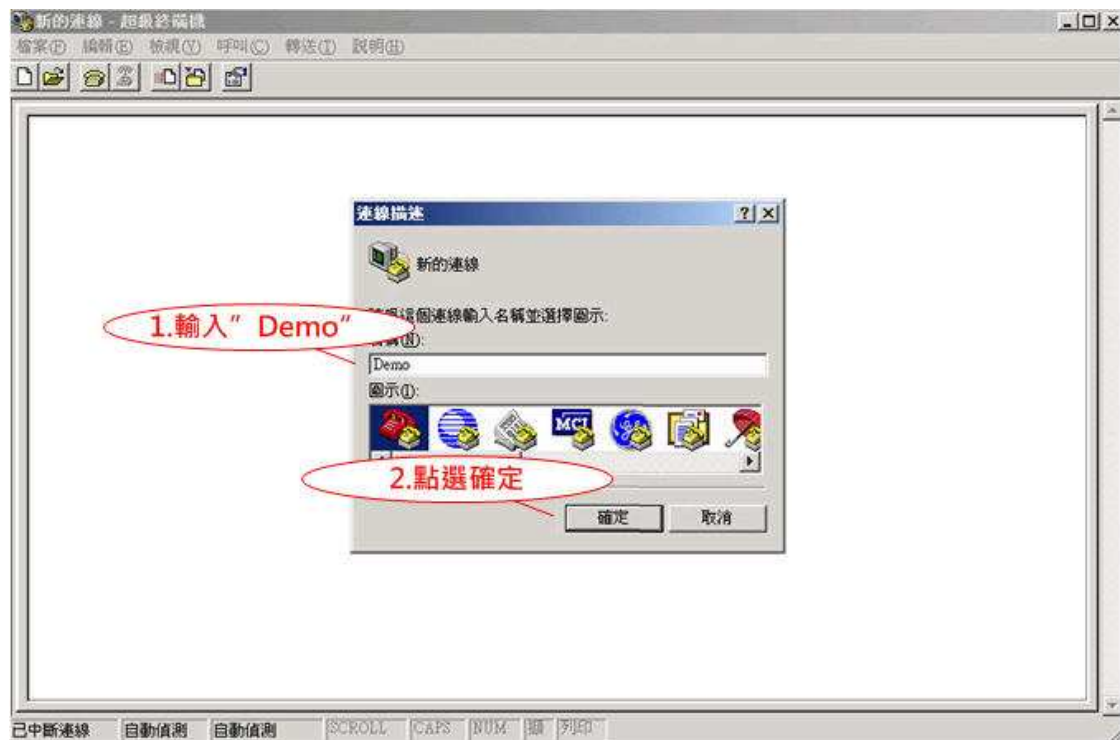 新的連線 - 超級終端機
檔案(F) 編輯(E) 檢視(V) 呼叫(C) 轉送(T) 說明(H)
連線描述
新的連線
這個連線輸入名稱並選擇圖示:
1.輸入” Demo”
(N):
Demo
圖示(I):
MCI
2.點選確定
確定 取消
已中斷連線 自動偵測 自動偵測 SCROLL CAPS NUM 擷 列印